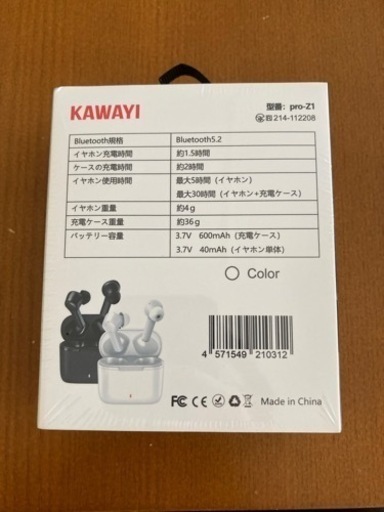 KAWAYI
型番: pro-Z1
214-112208
Bluetooth規格 Bluetooth5.2
イヤホン充電時間 約1.5時間
ケースの充電時間 約2時間
イヤホン使用時間 最大5時間（イヤホン）
最大30時間（イヤホン+充電ケース）
イヤホン重量 約4g
充電ケース重量 約36g
バッテリー容量 3.7V 600mAh（充電ケース）
3.7V 40mAh（イヤホン単体）
Color
4 571549 210312
FC CE Made in China